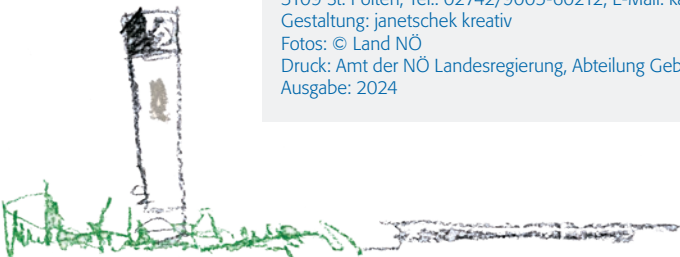 Gestaltung: janetschek kreativ
Fotos: © Land NÖ
Druck: Amt der NÖ Landesregierung, Abteilung Geb
Ausgabe: 2024